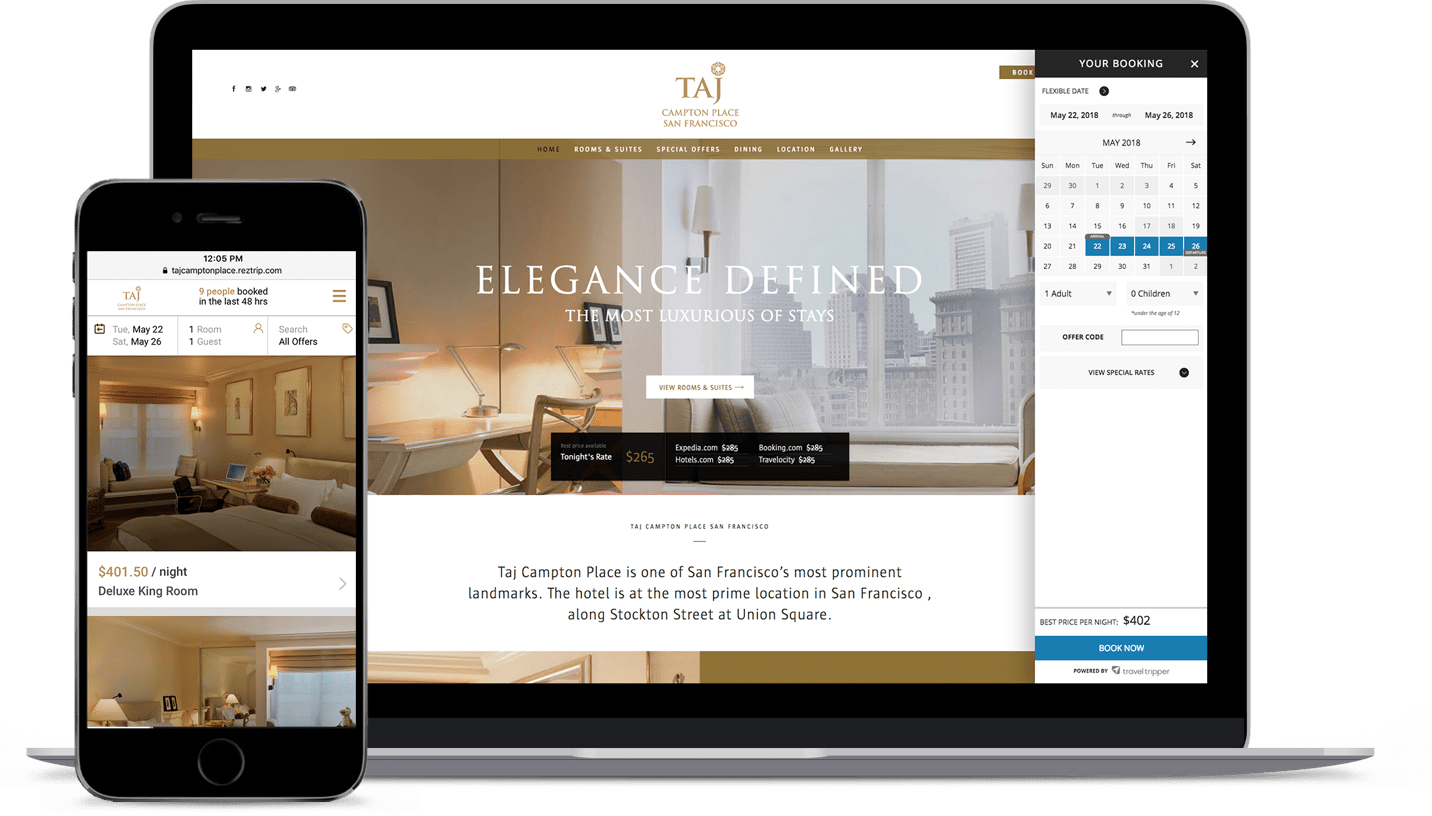 TAJ
CAMPTON PLACE
SAN FRANCISCO
BOOK
HOME ROOMS & SUITES SPECIAL OFFERS DINING LOCATION GALLERY
ELEGANCE DEFINED
THE MOST LUXURIOUS OF STAYS
VIEW ROOMS & SUITES →
Best price available
Tonight's Rate $265
Expedia.com $285 Booking.com $285
Hotels.com $285 Travelocity $285
TAJ CAMPTON PLACE SAN FRANCISCO
Taj Campton Place is one of San Francisco's most prominent
landmarks. The hotel is at the most prime location in San Francisco ,
along Stockton Street at Union Square.
YOUR BOOKING ×
FLEXIBLE DATE
May 22, 2018 through May 26, 2018
MAY 2018 →
Sun Mon Tue Wed Thu Fri Sat
29 30 1 2 3 4 5
6 7 8 9 10 11 12
13 14 15 16 17 18 19
ARRIVAL
20 21 22 23 24 25 26
DEPARTURE
27 28 29 30 31 1 2
1 Adult 0 Children
*under the age of 12
OFFER CODE
VIEW SPECIAL RATES
BEST PRICE PER NIGHT: $402
BOOK NOW
POWERED BY traveltripper
12:05 PM
tajcamptonplace.reztrip.com
TAJ
CAMPTON PLACE
SAN FRANCISCO
9 people booked
in the last 48 hrs
Tue, May 22 1 Room Search
Sat, May 26 1 Guest All Offers
$401.50 / night
Deluxe King Room